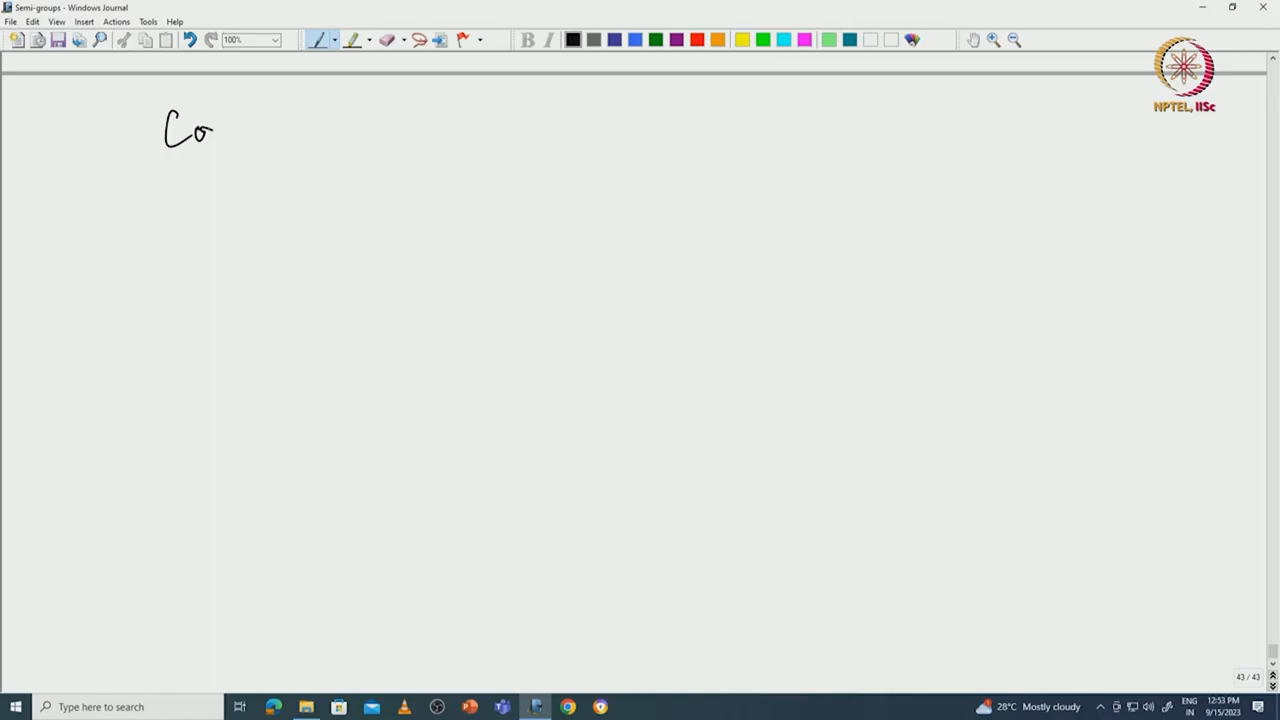 Semi-groups - Windows Journal
File Edit View Insert Actions Tools Help
100%
NPTEL, IISc
Co
43 / 43
Type here to search
28°C Mostly cloudy
ENG
IN
12:53 PM
9/15/2023